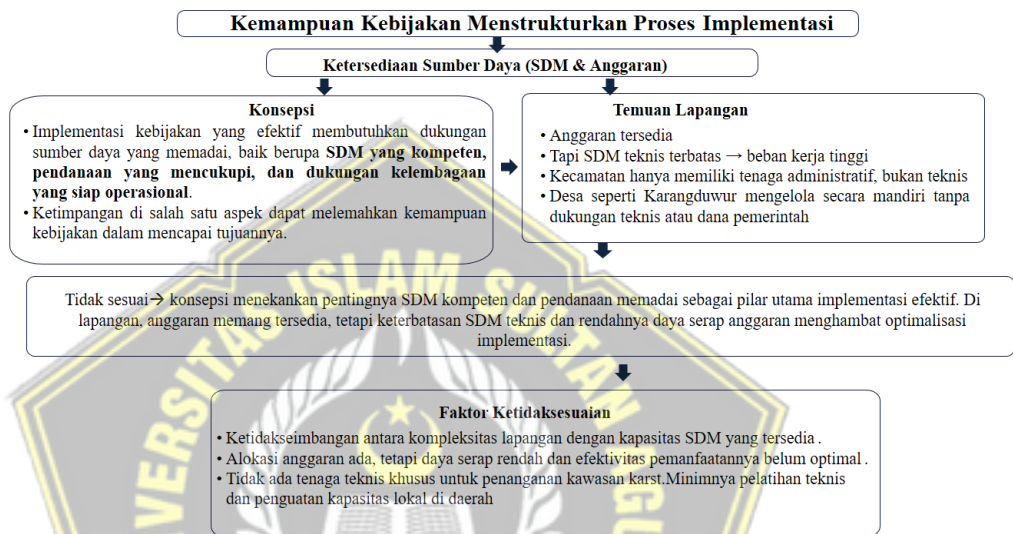 Kemampuan Kebijakan Menstrukturkan Proses Implementasi
Ketersediaan Sumber Daya (SDM & Anggaran)
Konsepsi
• Implementasi kebijakan yang efektif membutuhkan dukungan
sumber daya yang memadai, baik berupa SDM yang kompeten,
pendanaan yang mencukupi, dan dukungan kelembagaan
yang siap operasional.
• Ketimpangan di salah satu aspek dapat melemahkan kemampuan
kebijakan dalam mencapai tujuannya.
Temuan Lapangan
• Anggaran tersedia
• Tapi SDM teknis terbatas → beban kerja tinggi
• Kecamatan hanya memiliki tenaga administratif, bukan teknis
• Desa seperti Karangduwur mengelola secara mandiri tanpa
dukungan teknis atau dana pemerintah
Tidak sesuai→ konsepsi menekankan pentingnya SDM kompeten dan pendanaan memadai sebagai pilar utama implementasi efektif. Di
lapangan, anggaran memang tersedia, tetapi keterbatasan SDM teknis dan rendahnya daya serap anggaran menghambat optimalisasi
implementasi.
Faktor Ketidaksesuaian
• Ketidakseimbangan antara kompleksitas lapangan dengan kapasitas SDM yang tersedia .
• Alokasi anggaran ada, tetapi daya serap rendah dan efektivitas pemanfaatannya belum optimal .
• Tidak ada tenaga teknis khusus untuk penanganan kawasan karst.Minimnya pelatihan teknis
dan penguatan kapasitas lokal di daerah
UNIVERSITAS ISLAM SULTAN AGU